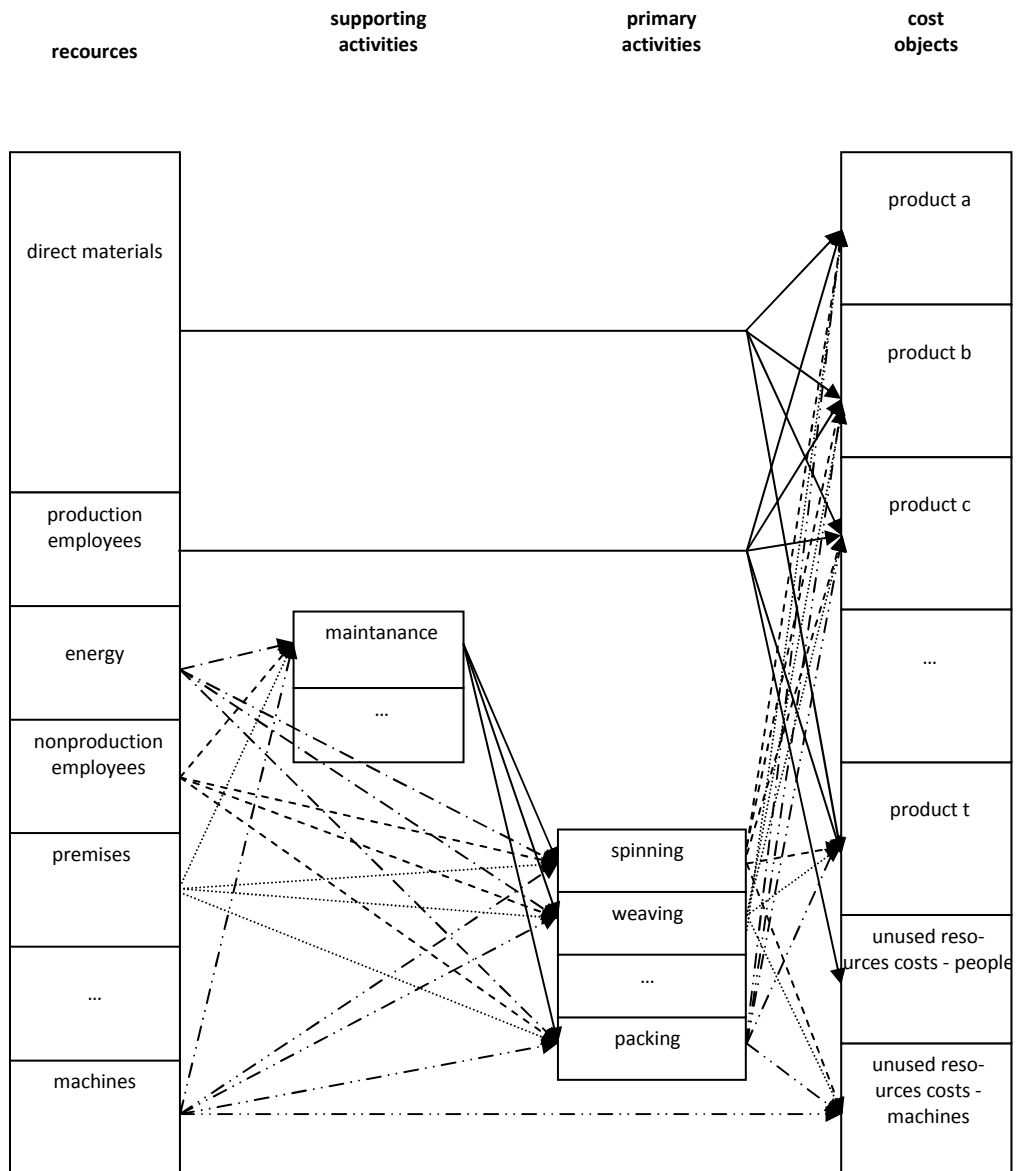 recources
supporting
activities
primary
activities
cost
objects
direct materials
production
employees
energy
nonproduction
employees
premises
...
machines
maintanance
...
spinning
weaving
...
packing
product a
product b
product c
...
product t
unused reso-
urces costs - people
unused reso-
urces costs -
machines